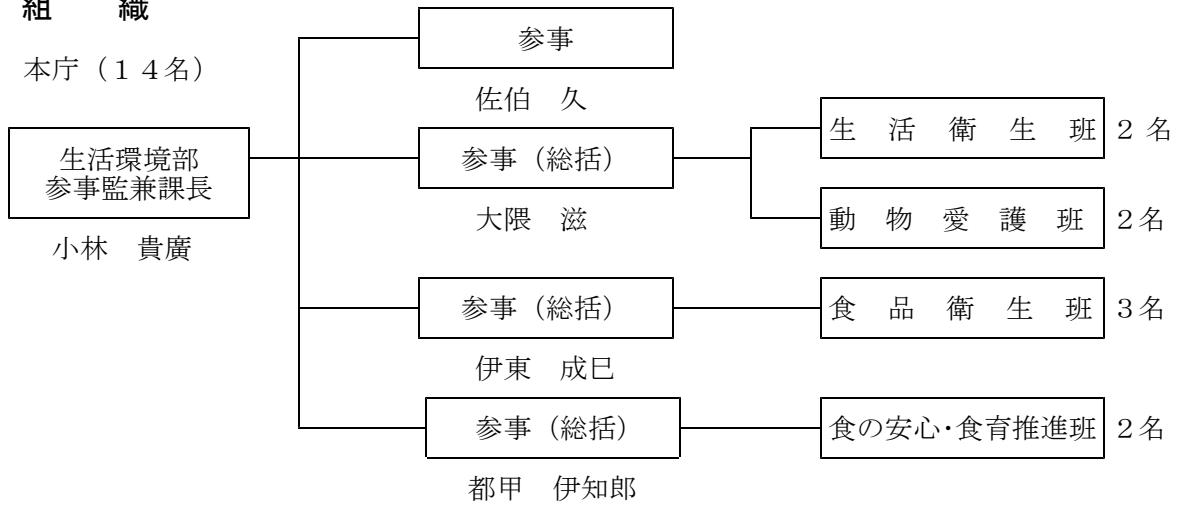 組　織
本庁（１４名）
生活環境部
参事監兼課長
小林　貴廣
参事
佐伯　久
参事（総括）
大隈　滋
生活衛生班 ２名
動物愛護班 ２名
参事（総括）
伊東　成巳
食品衛生班 ３名
参事（総括）
都甲　伊知郎
食の安心・食育推進班 ２名